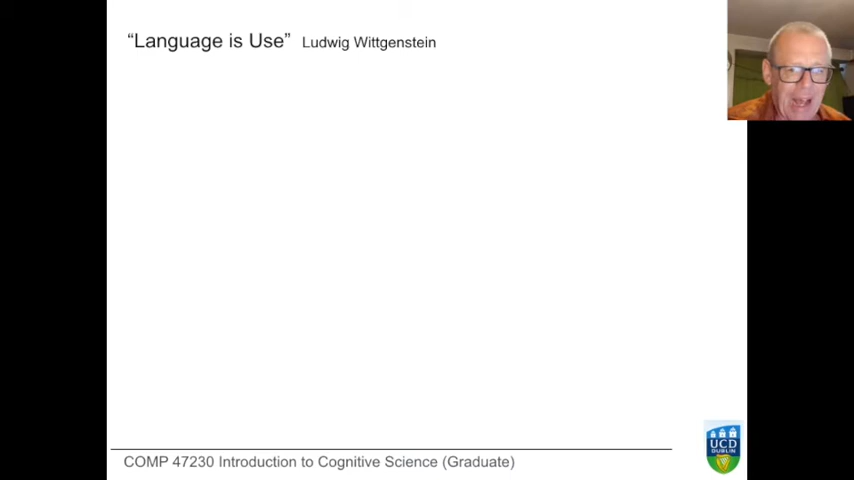 “Language is Use” Ludwig Wittgenstein
COMP 47230 Introduction to Cognitive Science (Graduate)
UCD
DUBLIN